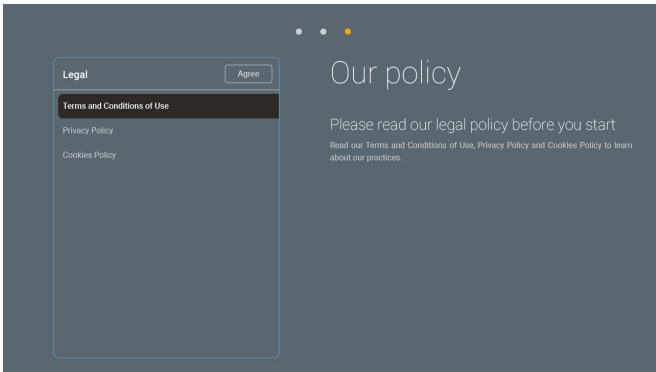 Legal
Agree
Terms and Conditions of Use
Privacy Policy
Cookies Policy
Our policy
Please read our legal policy before you start
Read our Terms and Conditions of Use, Privacy Policy and Cookies Policy to learn
about our practices.